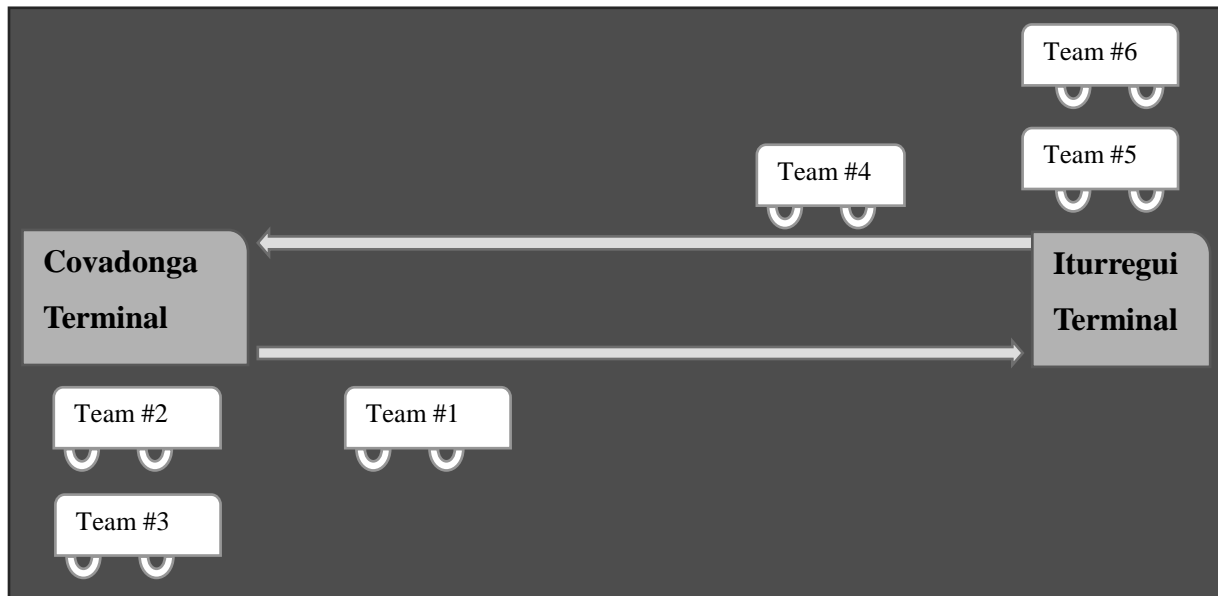 Team #6
Team #5
Team #4
Covadonga
Terminal
Iturregui
Terminal
Team #2
Team #1
Team #3